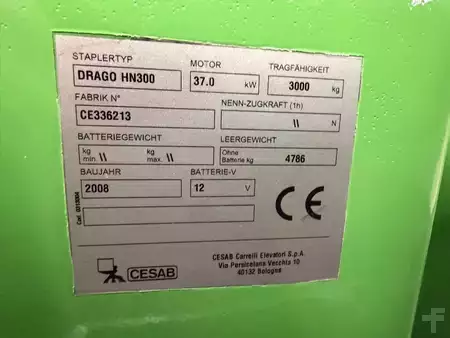 STAPLERTYP MOTOR TRAGFÄHIGKEIT
DRAGO HN300 37.0 kW 3000 kg
FABRIK N° NENN-ZUGKRAFT (1h)
CE336213 \\ N
BATTERIEGEWICHT LEERGEWICHT
kg min. \\ kg max. \\ Ohne Batterie kg 4786
BAUJAHR BATTERIE-V
2008 12 V
CE
CESAB
CESAB Carrelli Elevatori S.p.A.
Via Persicetana Vecchia 10
40132 Bologna